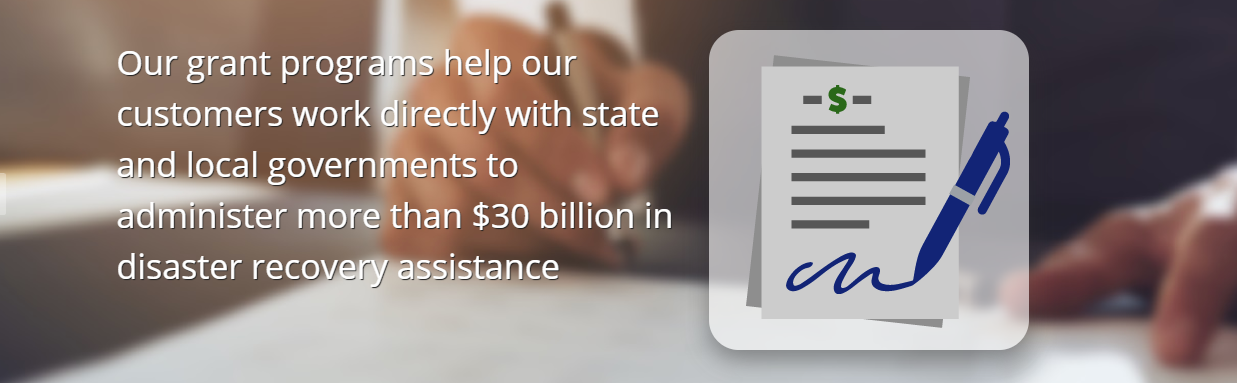 Our grant programs help our
customers work directly with state
and local governments to
administer more than $30 billion in
disaster recovery assistance
$